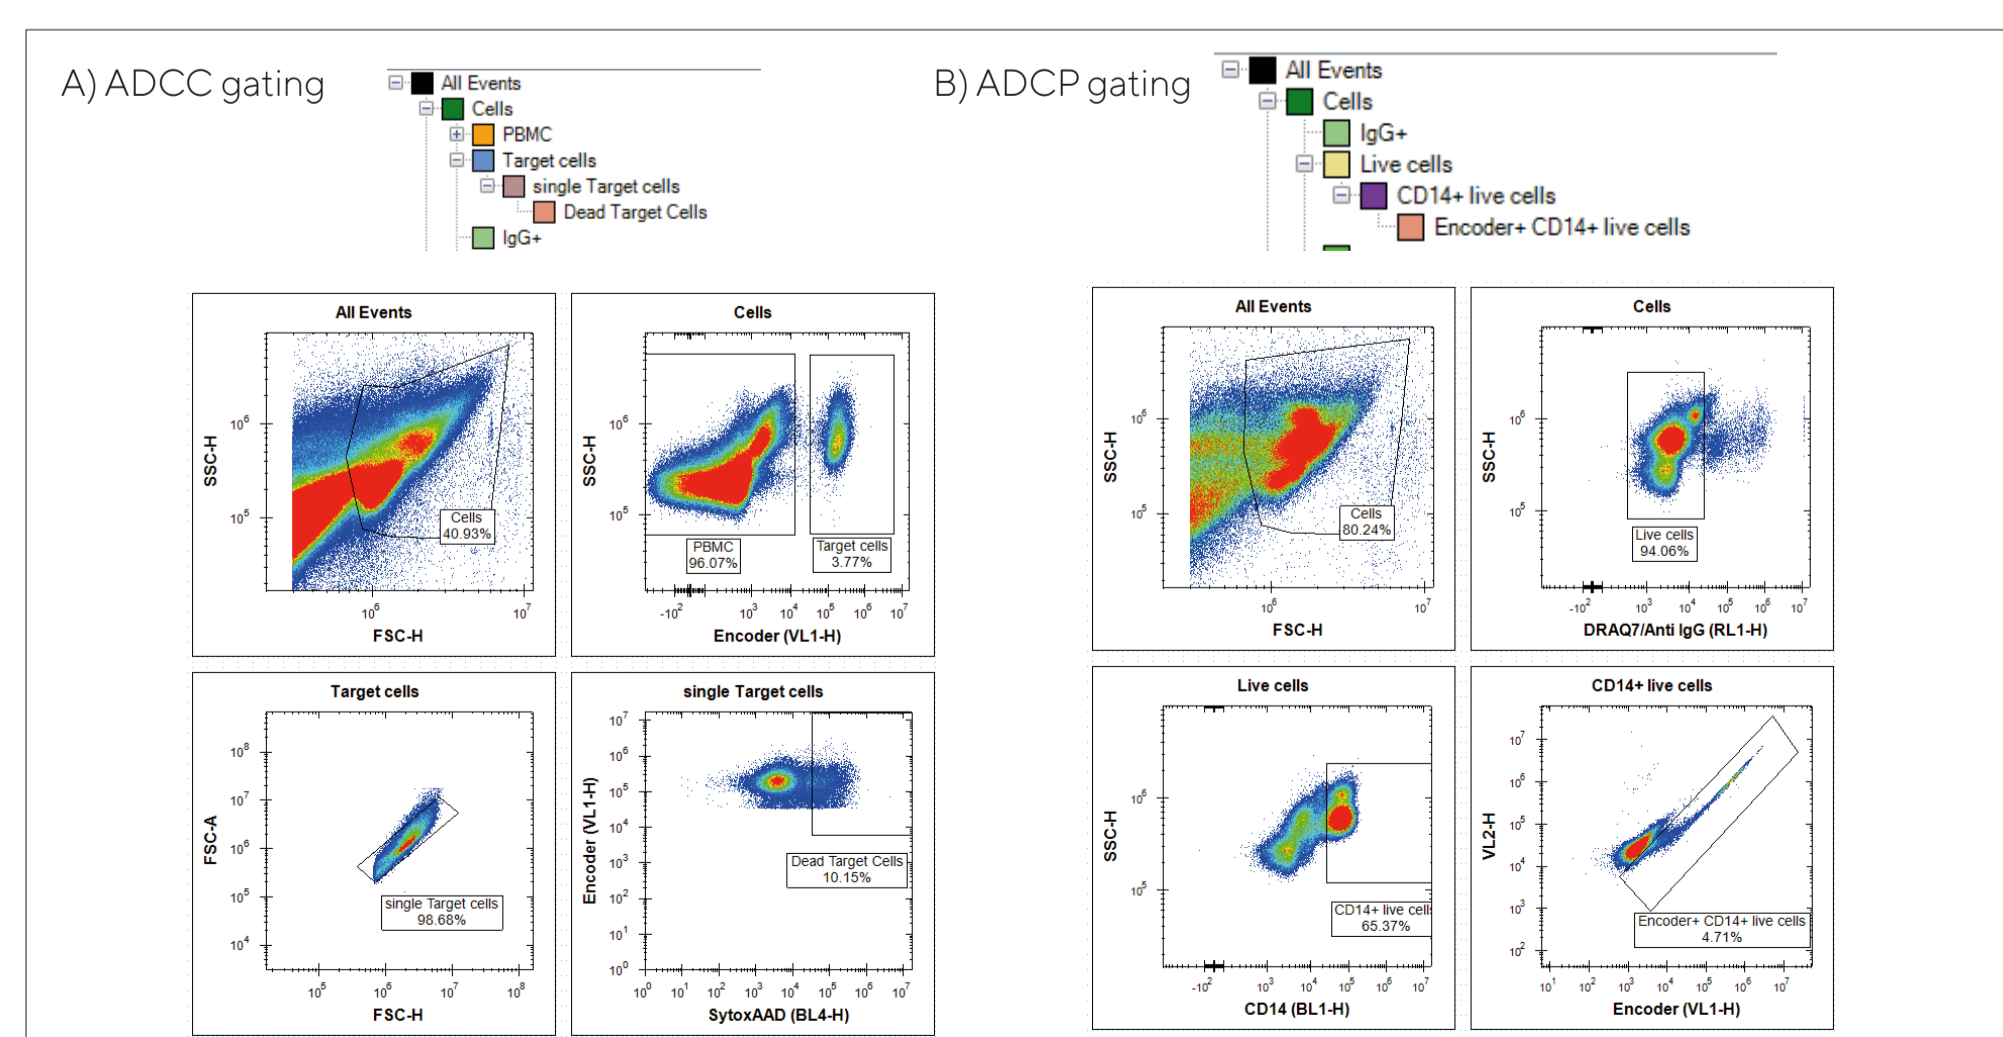 A) ADCC gating
All Events
Cells
PBMC
Target cells
single Target cells
Dead Target Cells
IgG+
All Events
SSC-H
10^6
10^5
Cells
40.93%
10^6
10^7
FSC-H
Cells
SSC-H
10^6
10^5
PBMC
96.07%
Target cells
3.77%
-10^2
10^3
10^4
10^5
10^6
10^7
Encoder (VL1-H)
Target cells
FSC-A
10^8
10^7
10^6
10^5
10^4
single Target cells
98.68%
10^5
10^6
10^7
10^8
FSC-H
single Target cells
Encoder (VL1-H)
10^7
10^6
10^5
10^4
10^3
10^2
10^1
10^0
Dead Target Cells
10.15%
10^0
10^1
10^2
10^3
10^4
10^5
10^6
10^7
SytoxAAD (BL4-H)
B) ADCP gating
All Events
Cells
IgG+
Live cells
CD14+ live cells
Encoder+ CD14+ live cells
All Events
SSC-H
10^6
10^5
Cells
80.24%
10^6
10^7
FSC-H
Cells
SSC-H
10^6
10^5
Live cells
94.06%
-10^2
10^3
10^4
10^5
10^6
10^7
DRAQ7/Anti IgG (RL1-H)
Live cells
SSC-H
10^6
10^5
CD14+ live cell
65.37%
-10^2
10^3
10^4
10^5
10^6
CD14 (BL1-H)
CD14+ live cells
VL2-H
10^7
10^6
10^5
10^4
10^3
10^2
Encoder+ CD14+ live cells
4.71%
10^1
10^2
10^3
10^4
10^5
10^6
10^7
Encoder (VL1-H)